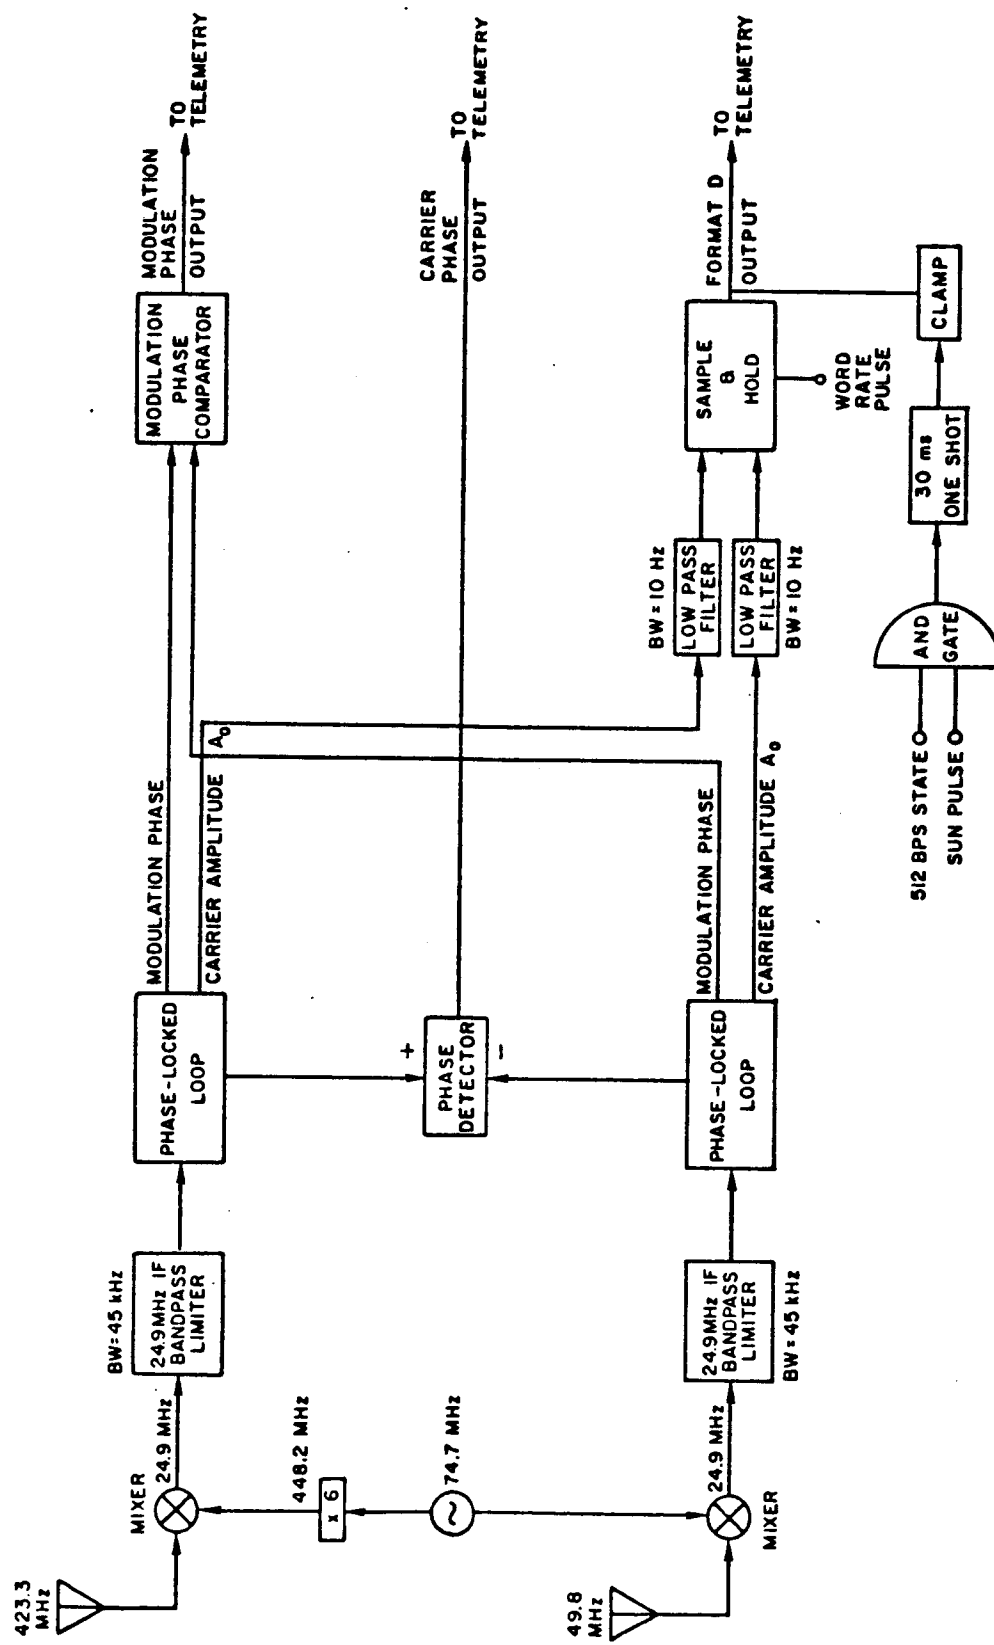 423.3
MHz
MIXER
24.9 MHz
BW=45 kHz
24.9 MHz IF
BANDPASS
LIMITER
PHASE-LOCKED
LOOP
MODULATION PHASE
CARRIER AMPLITUDE A0
MODULATION
PHASE
COMPARATOR
MODULATION
PHASE
OUTPUT
TO
TELEMETRY
448.2 MHz
x 6
74.7 MHz
~
+
PHASE
DETECTOR
-
CARRIER
PHASE
OUTPUT
TO
TELEMETRY
49.8
MHz
MIXER
24.9 MHz
24.9MHz IF
BANDPASS
LIMITER
BW=45 kHz
PHASE-LOCKED
LOOP
MODULATION PHASE
CARRIER AMPLITUDE A0
BW=10 Hz
LOW PASS
FILTER
LOW PASS
FILTER
BW=10 Hz
SAMPLE
&
HOLD
WORD
RATE
PULSE
FORMAT D
OUTPUT
TO
TELEMETRY
512 BPS STATE
SUN PULSE
AND
GATE
30 ms
ONE SHOT
CLAMP